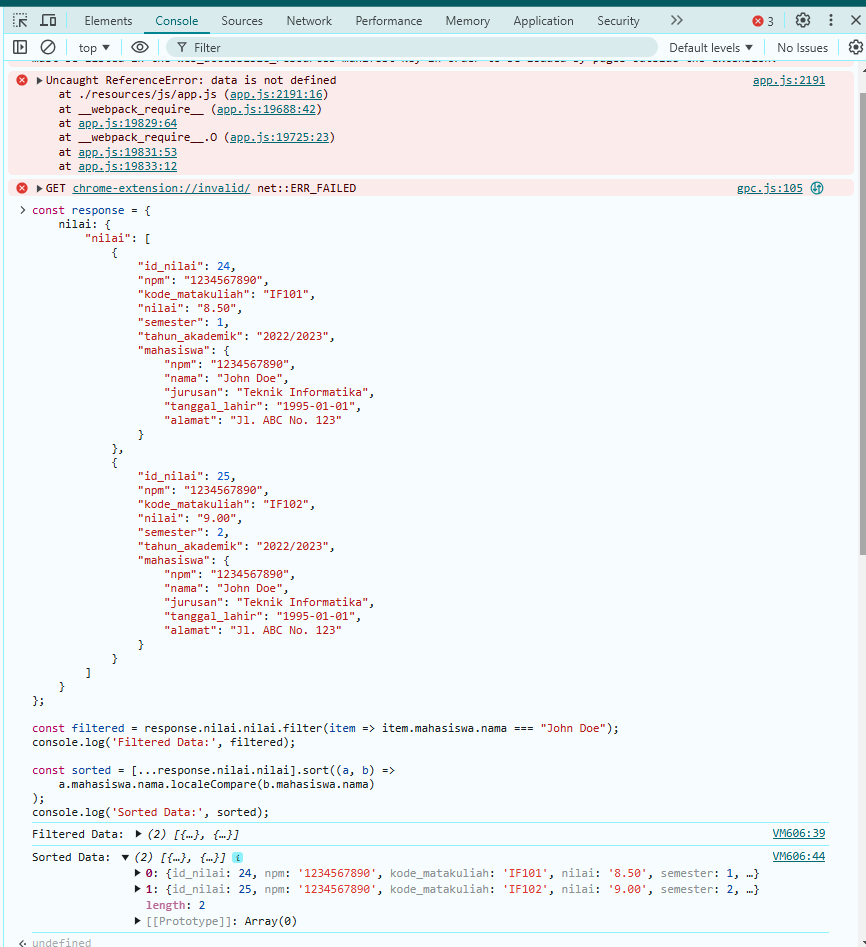 Elements Console Sources Network Performance Memory Application Security 3
top Filter Default levels No Issues
Uncaught ReferenceError: data is not defined app.js:2191
at ./resources/js/app.js (app.js:2191:16)
at __webpack_require__ (app.js:19688:42)
at app.js:19829:64
at __webpack_require__.O (app.js:19725:23)
at app.js:19831:53
at app.js:19833:12
GET chrome-extension://invalid/ net::ERR_FAILED gpc.js:105
const response = {
nilai: {
"nilai": [
{
"id_nilai": 24,
"npm": "1234567890",
"kode_matakuliah": "IF101",
"nilai": "8.50",
"semester": 1,
"tahun_akademik": "2022/2023",
"mahasiswa": {
"npm": "1234567890",
"nama": "John Doe",
"jurusan": "Teknik Informatika",
"tanggal_lahir": "1995-01-01",
"alamat": "Jl. ABC No. 123"
}
},
{
"id_nilai": 25,
"npm": "1234567890",
"kode_matakuliah": "IF102",
"nilai": "9.00",
"semester": 2,
"tahun_akademik": "2022/2023",
"mahasiswa": {
"npm": "1234567890",
"nama": "John Doe",
"jurusan": "Teknik Informatika",
"tanggal_lahir": "1995-01-01",
"alamat": "Jl. ABC No. 123"
}
}
]
}
};
const filtered = response.nilai.nilai.filter(item => item.mahasiswa.nama === "John Doe");
console.log('Filtered Data:', filtered);
const sorted = [...response.nilai.nilai].sort((a, b) =>
a.mahasiswa.nama.localeCompare(b.mahasiswa.nama)
);
console.log('Sorted Data:', sorted);
Filtered Data: (2) [{…}, {…}] VM606:39
Sorted Data: (2) [{…}, {…}] i VM606:44
0: {id_nilai: 24, npm: '1234567890', kode_matakuliah: 'IF101', nilai: '8.50', semester: 1, …}
1: {id_nilai: 25, npm: '1234567890', kode_matakuliah: 'IF102', nilai: '9.00', semester: 2, …}
length: 2
[[Prototype]]: Array(0)
undefined